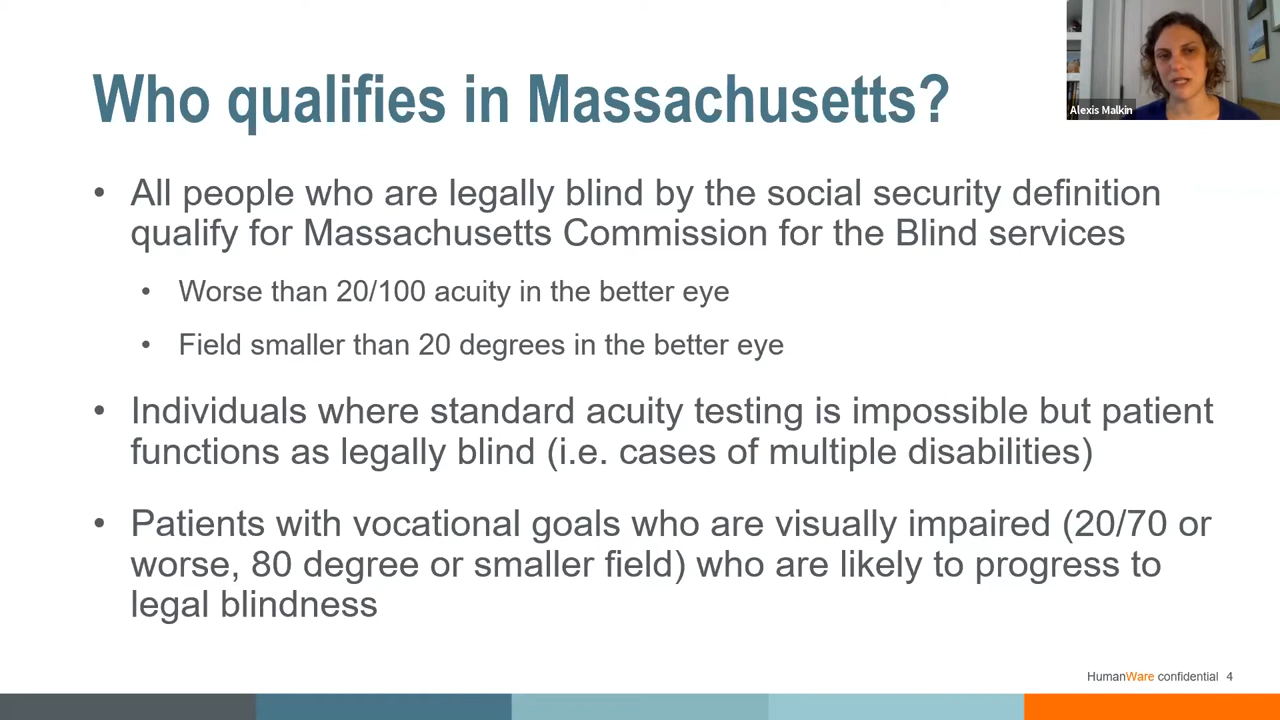 Who qualifies in Massachusetts?
Alexis Malkin
• All people who are legally blind by the social security definition
qualify for Massachusetts Commission for the Blind services
• Worse than 20/100 acuity in the better eye
• Field smaller than 20 degrees in the better eye
• Individuals where standard acuity testing is impossible but patient
functions as legally blind (i.e. cases of multiple disabilities)
• Patients with vocational goals who are visually impaired (20/70 or
worse, 80 degree or smaller field) who are likely to progress to
legal blindness
HumanWare confidential 4